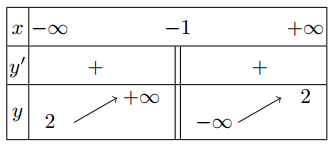 x −∞ −1 +∞
y′ + +
y 2 +∞ −∞ 2